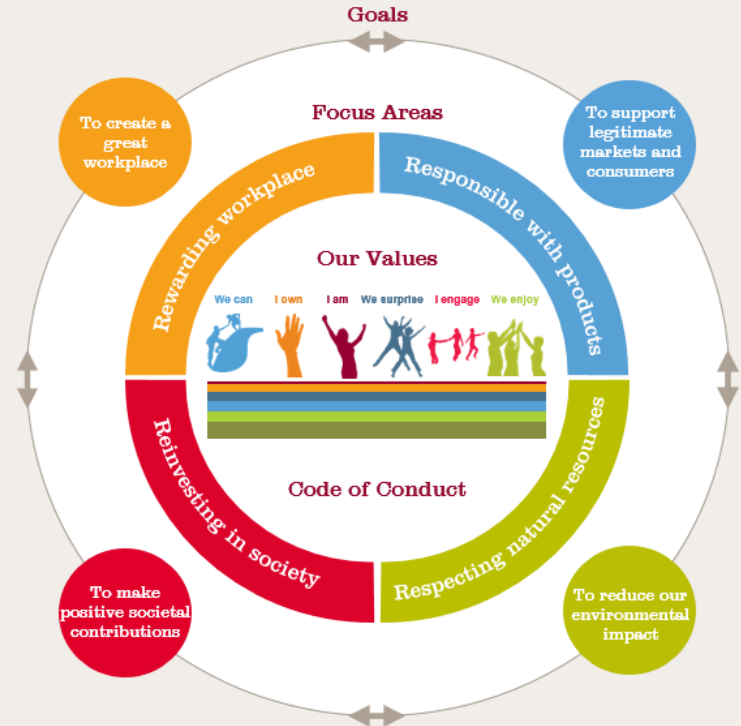 Goals
To create a
great
workplace
To support
legitimate
markets and
consumers
Focus Areas
Rewarding workplace
Responsible with products
Our Values
We can
I own
I am
We surprise
I engage
We enjoy
Code of Conduct
Reinvesting in society
Respecting natural resources
To make
positive societal
contributions
To reduce our
environmental
impact